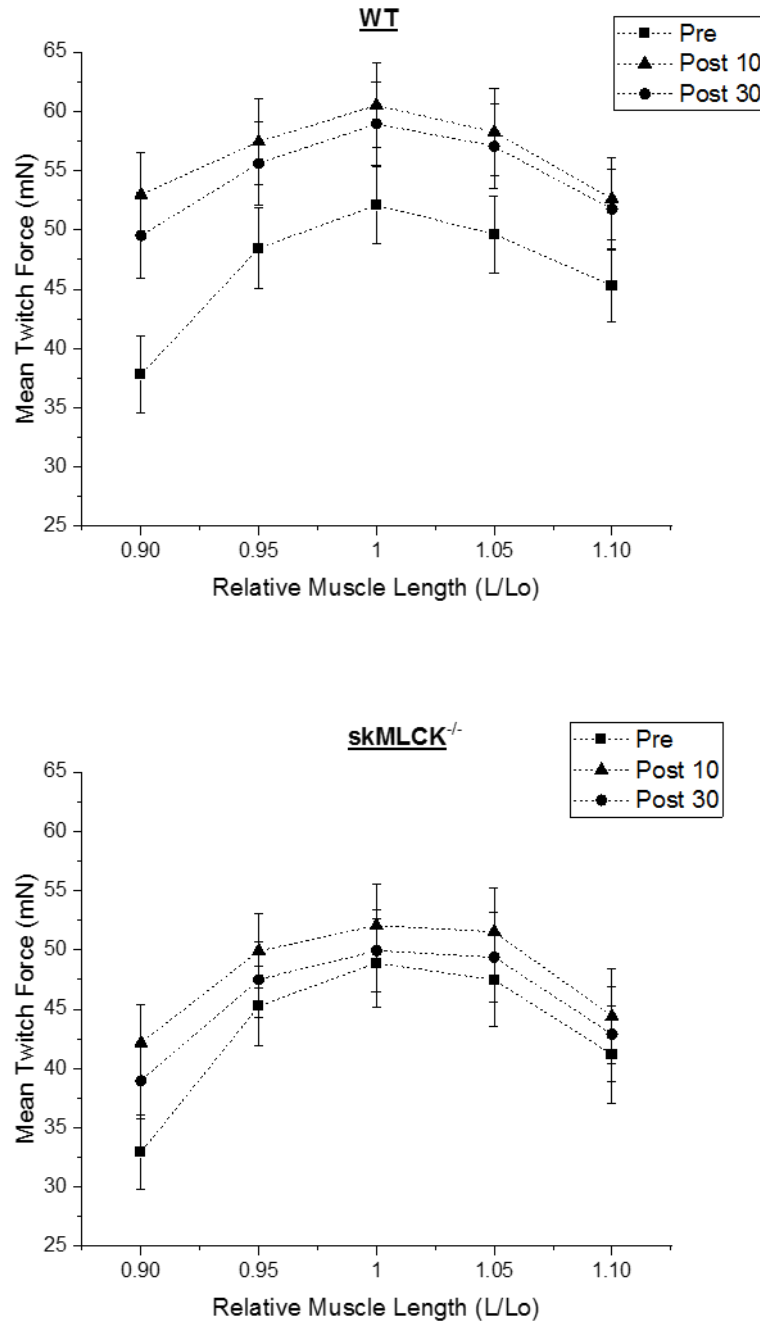 WT
Pre
Post 10
Post 30
65
60
55
50
45
40
35
30
25
Mean Twitch Force (mN)
0.90 0.95 1 1.05 1.10
Relative Muscle Length (L/Lo)
skMLCK-/-
Pre
Post 10
Post 30
65
60
55
50
45
40
35
30
25
Mean Twitch Force (mN)
0.90 0.95 1 1.05 1.10
Relative Muscle Length (L/Lo)